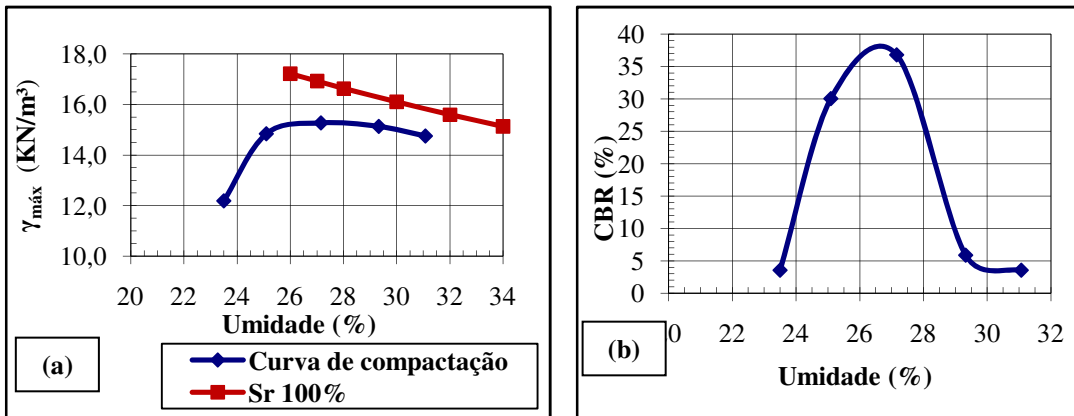 γmáx (KN/m³)
18,0
16,0
14,0
12,0
10,0
20 22 24 26 28 30 32 34
Umidade (%)
(a)
Curva de compactação
Sr 100%
CBR (%)
40
35
30
25
20
15
10
5
0
20 22 24 26 28 30 32
Umidade (%)
(b)